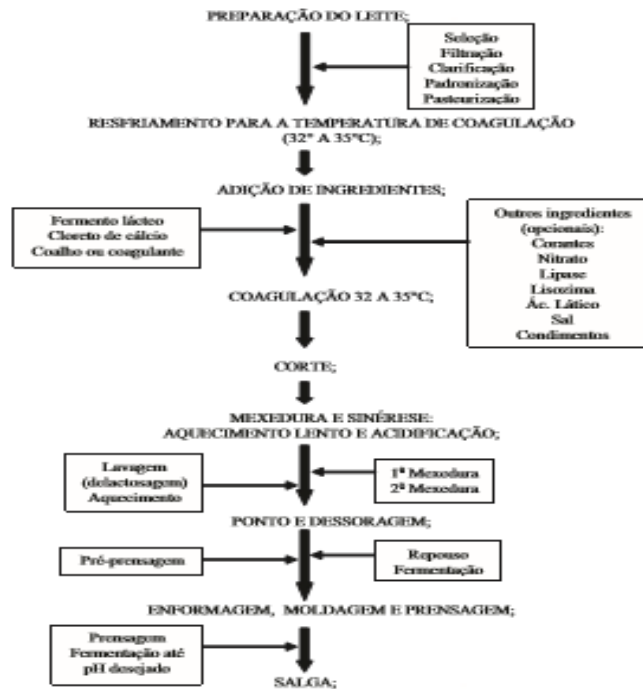 PREPARAÇÃO DO LEITE;
Seleção
Filtração
Clarificação
Padronização
Pasteurização
RESFRIAMENTO PARA A TEMPERATURA DE COAGULAÇÃO
(32° A 35°C);
ADIÇÃO DE INGREDIENTES;
Fermento lácteo
Cloreto de cálcio
Coalho ou coagulante
Outros ingredientes
(opcionais):
Corantes
Nitrato
Lipase
Lisozima
Ác. Lático
Sal
Condimentos
COAGULAÇÃO 32 A 35°C;
CORTE;
MEXEDURA E SINÉRESE:
AQUECIMENTO LENTO E ACIDIFICAÇÃO;
Lavagem
(delactosagem)
Aquecimento
1ª Mexedura
2ª Mexedura
PONTO E DESSORAGEM;
Pré-prensagem
Repouso
Fermentação
ENFORMAGEM, MOLDAGEM E PRENSAGEM;
Prensagem
Fermentação até
pH desejado
SALGA;